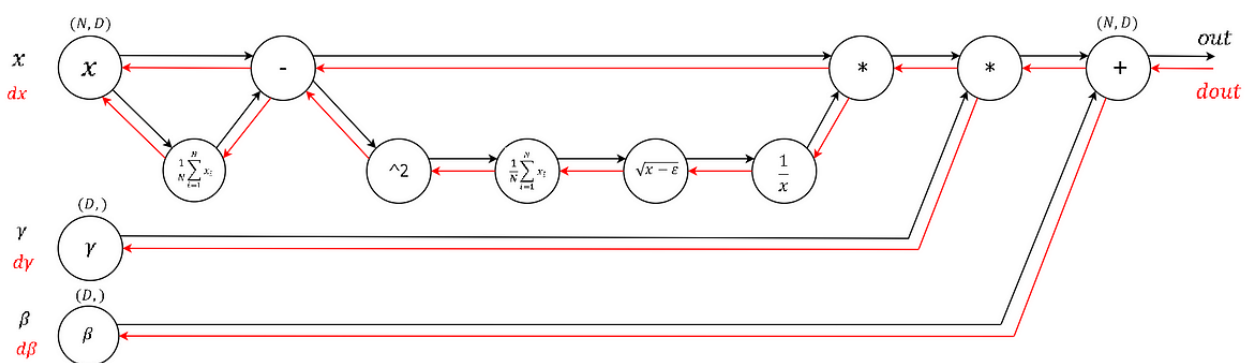 (N, D)
(N, D)
x
x
-
*
*
+
out
dx
dout
1/N ∑_{i=1}^{N} x_i
^2
1/N ∑_{i=1}^{N} x_i
√(x − ε)
1/x
(D,)
γ
γ
dγ
(D,)
β
β
dβ